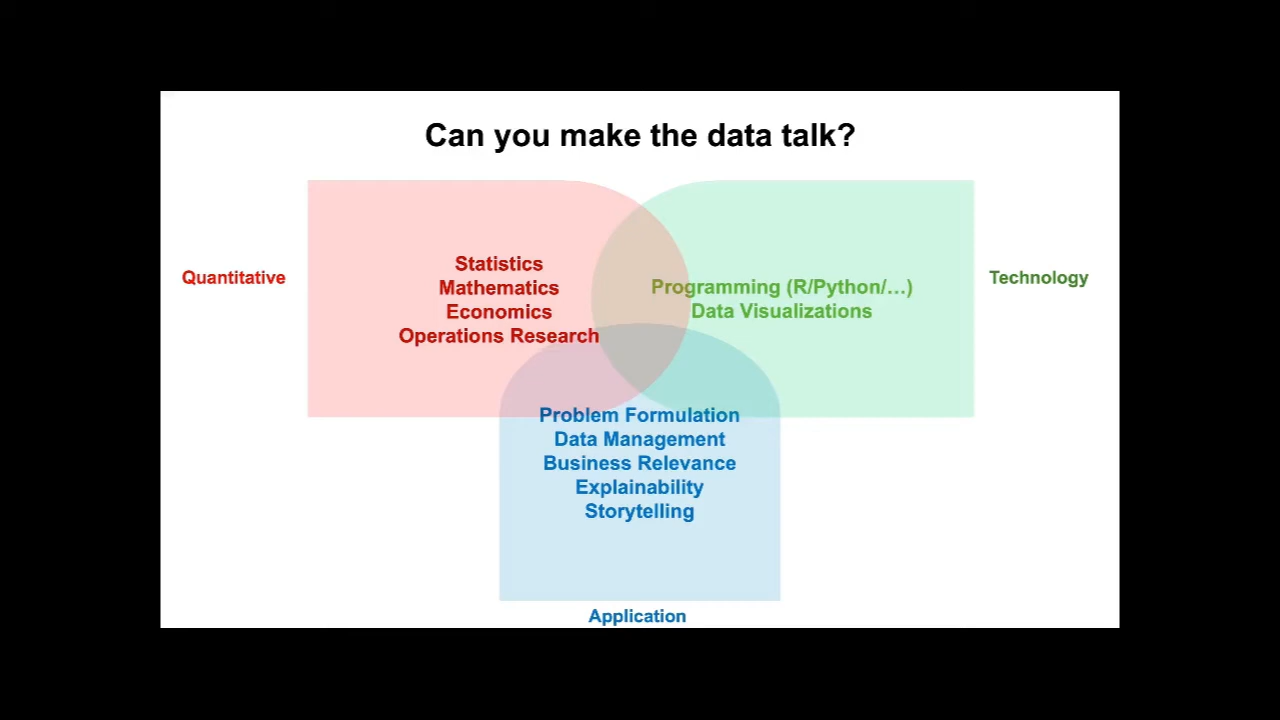 Can you make the data talk?
Quantitative
Statistics
Mathematics
Economics
Operations Research
Programming (R/Python/…)
Data Visualizations
Technology
Problem Formulation
Data Management
Business Relevance
Explainability
Storytelling
Application